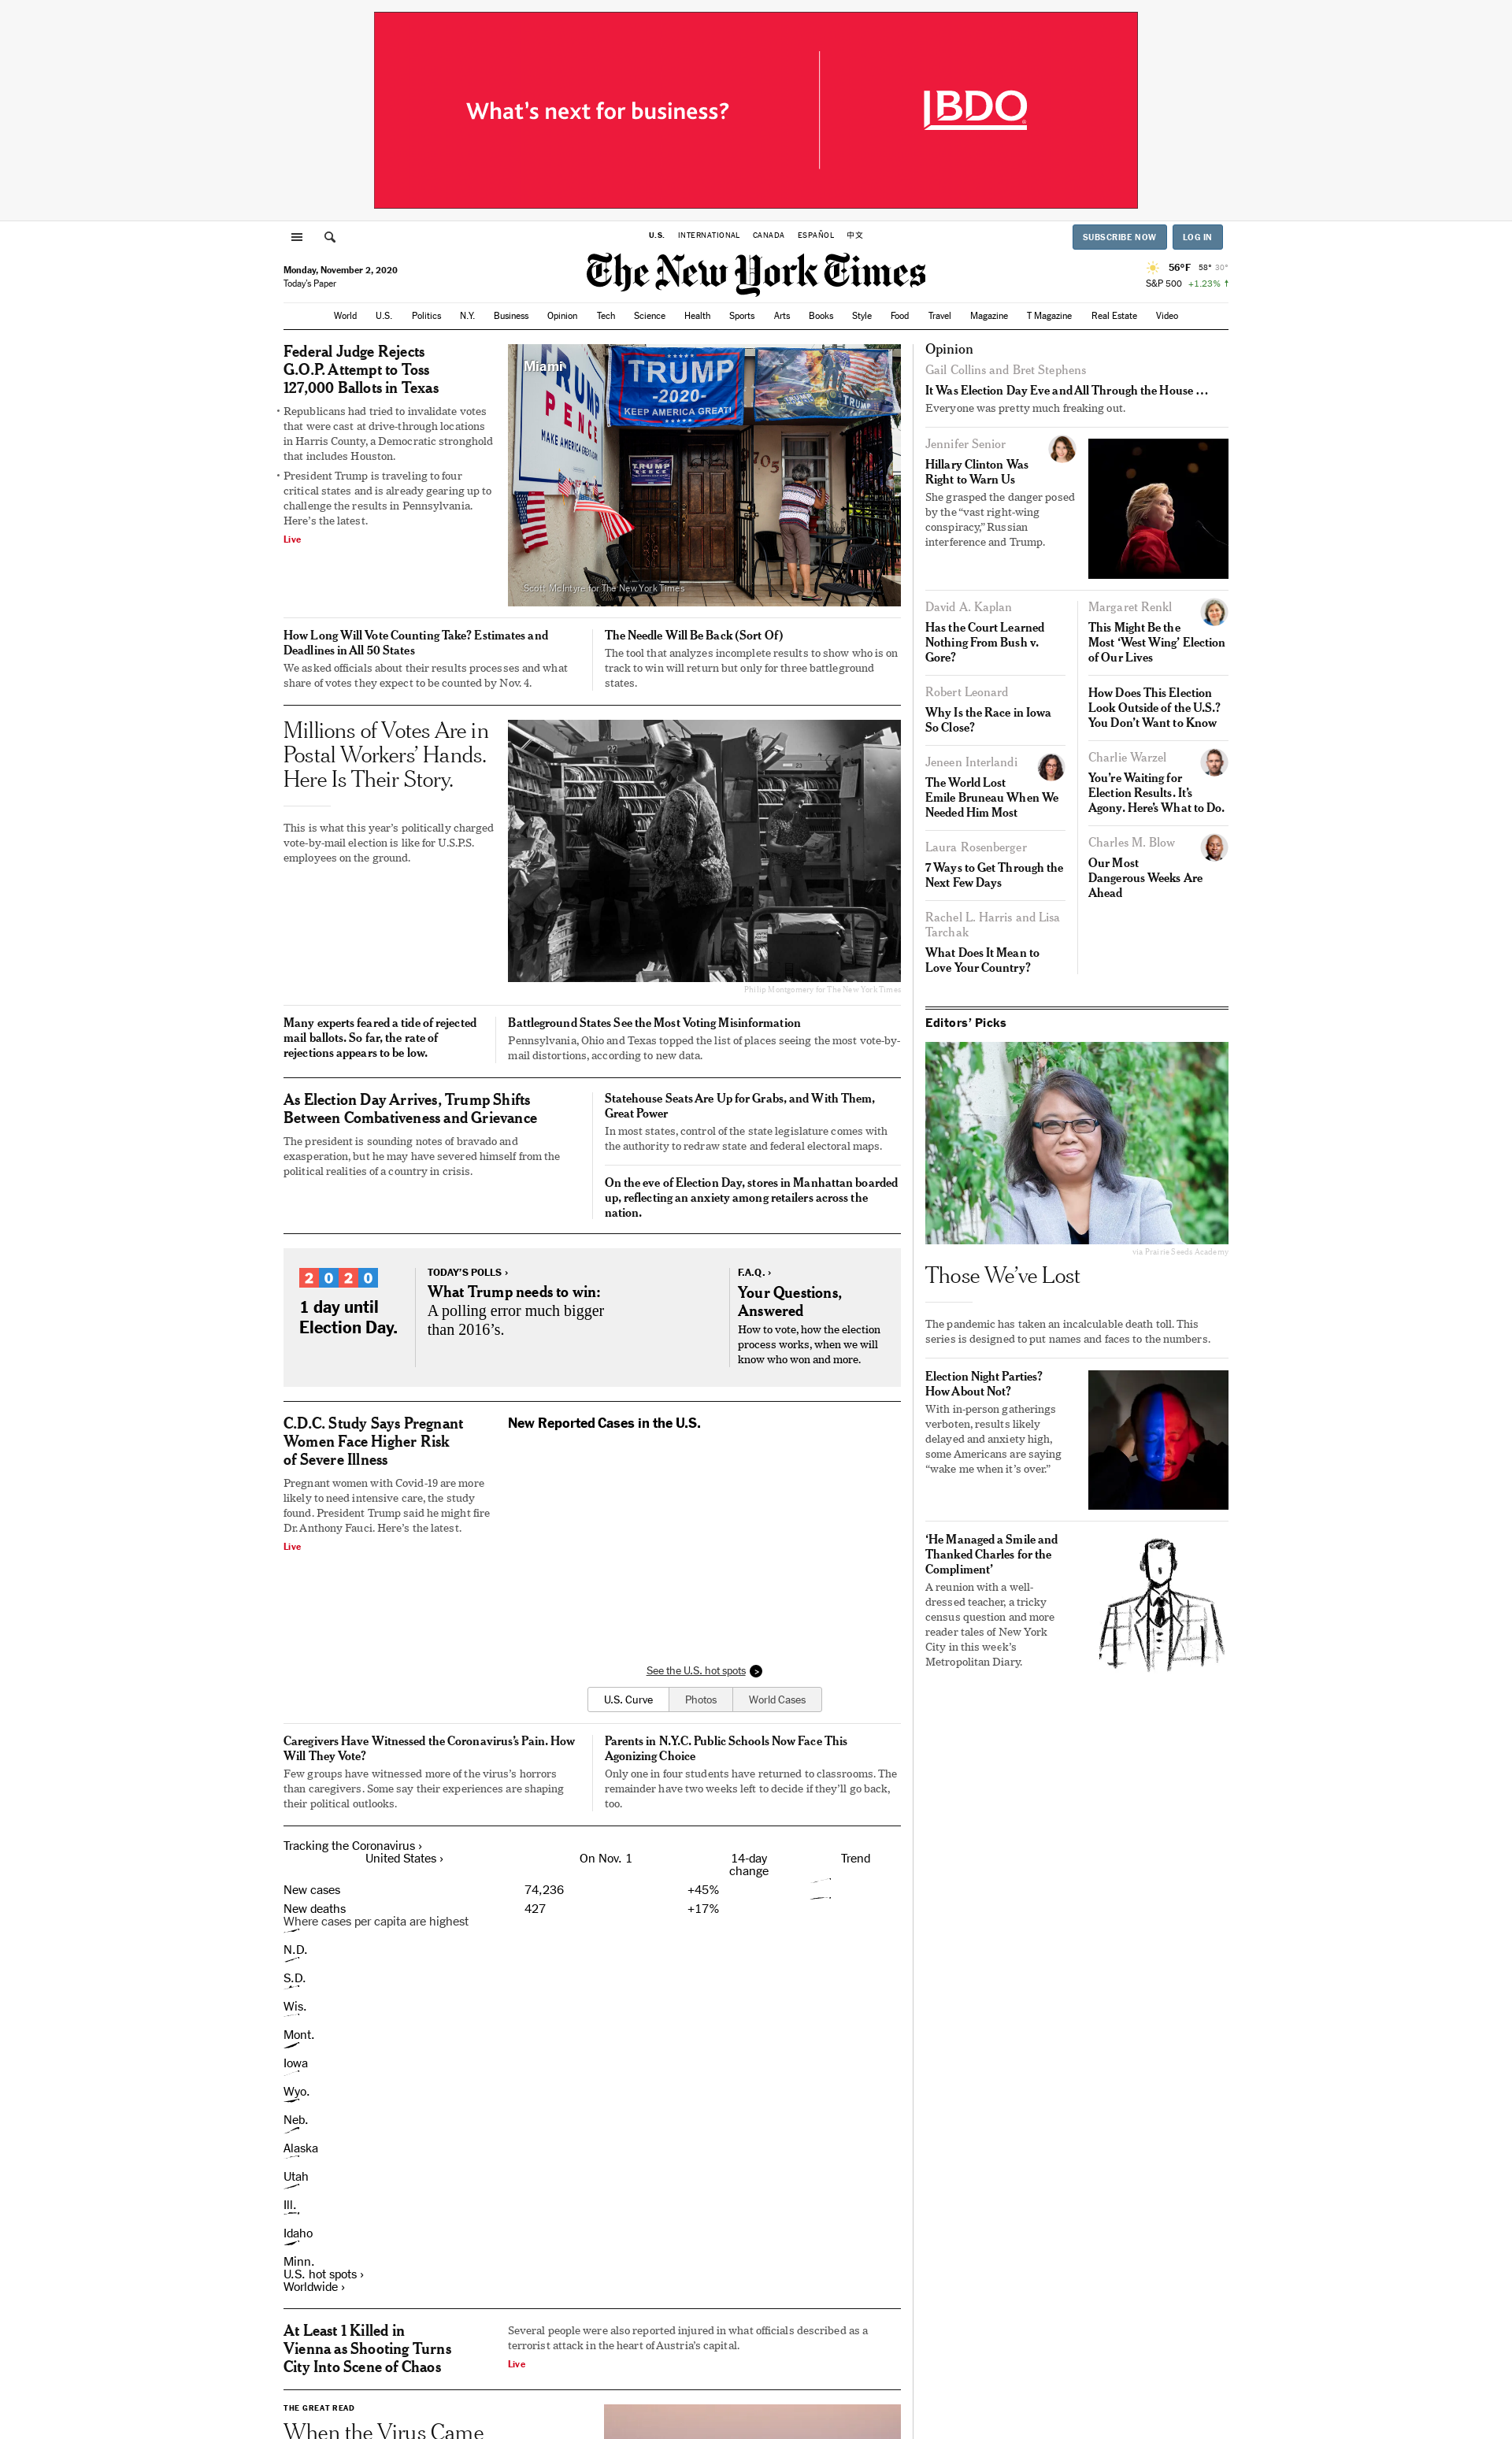 What's next for business?
BDO
U.S. INTERNATIONAL CANADA ESPAÑOL 中文
SUBSCRIBE NOW LOG IN
Monday, November 2, 2020
Today's Paper
The New York Times
56°F 58° 30°
S&P 500 +1.23% ↑
World U.S. Politics N.Y. Business Opinion Tech Science Health Sports Arts Books Style Food Travel Magazine T Magazine Real Estate Video
Federal Judge Rejects
G.O.P. Attempt to Toss
127,000 Ballots in Texas
• Republicans had tried to invalidate votes
that were cast at drive-through locations
in Harris County, a Democratic stronghold
that includes Houston.
• President Trump is traveling to four
critical states and is already gearing up to
challenge the results in Pennsylvania.
Here's the latest.
Live
Miami
TRUMP
PENCE
MAKE AMERICA GREAT
TRUMP
-2020-
KEEP AMERICA GREAT!
TRUMP
TRUMP
705
Scott McIntyre for The New York Times
How Long Will Vote Counting Take? Estimates and
Deadlines in All 50 States
We asked officials about their results processes and what
share of votes they expect to be counted by Nov. 4.
The Needle Will Be Back (Sort Of)
The tool that analyzes incomplete results to show who is on
track to win will return but only for three battleground
states.
Millions of Votes Are in
Postal Workers' Hands.
Here Is Their Story.
This is what this year's politically charged
vote-by-mail election is like for U.S.P.S.
employees on the ground.
22
23
Philip Montgomery for The New York Times
Many experts feared a tide of rejected
mail ballots. So far, the rate of
rejections appears to be low.
Battleground States See the Most Voting Misinformation
Pennsylvania, Ohio and Texas topped the list of places seeing the most vote-by-
mail distortions, according to new data.
As Election Day Arrives, Trump Shifts
Between Combativeness and Grievance
The president is sounding notes of bravado and
exasperation, but he may have severed himself from the
political realities of a country in crisis.
Statehouse Seats Are Up for Grabs, and With Them,
Great Power
In most states, control of the state legislature comes with
the authority to redraw state and federal electoral maps.
On the eve of Election Day, stores in Manhattan boarded
up, reflecting an anxiety among retailers across the
nation.
2020
1 day until
Election Day.
TODAY'S POLLS ›
What Trump needs to win:
A polling error much bigger
than 2016's.
F.A.Q. ›
Your Questions,
Answered
How to vote, how the election
process works, when we will
know who won and more.
C.D.C. Study Says Pregnant
Women Face Higher Risk
of Severe Illness
Pregnant women with Covid-19 are more
likely to need intensive care, the study
found. President Trump said he might fire
Dr. Anthony Fauci. Here's the latest.
Live
New Reported Cases in the U.S.
See the U.S. hot spots
U.S. Curve Photos World Cases
Caregivers Have Witnessed the Coronavirus's Pain. How
Will They Vote?
Few groups have witnessed more of the virus's horrors
than caregivers. Some say their experiences are shaping
their political outlooks.
Parents in N.Y.C. Public Schools Now Face This
Agonizing Choice
Only one in four students have returned to classrooms. The
remainder have two weeks left to decide if they'll go back,
too.
Tracking the Coronavirus ›
United States › On Nov. 1 14-day
change Trend
New cases 74,236 +45%
New deaths 427 +17%
Where cases per capita are highest
N.D.
S.D.
Wis.
Mont.
Iowa
Wyo.
Neb.
Alaska
Utah
Ill.
Idaho
Minn.
U.S. hot spots ›
Worldwide ›
At Least 1 Killed in
Vienna as Shooting Turns
City Into Scene of Chaos
Several people were also reported injured in what officials described as a
terrorist attack in the heart of Austria's capital.
Live
THE GREAT READ
When the Virus Came
Opinion
Gail Collins and Bret Stephens
It Was Election Day Eve and All Through the House …
Everyone was pretty much freaking out.
Jennifer Senior
Hillary Clinton Was
Right to Warn Us
She grasped the danger posed
by the “vast right-wing
conspiracy,” Russian
interference and Trump.
David A. Kaplan
Has the Court Learned
Nothing From Bush v.
Gore?
Robert Leonard
Why Is the Race in Iowa
So Close?
Jeneen Interlandi
The World Lost
Emile Bruneau When We
Needed Him Most
Laura Rosenberger
7 Ways to Get Through the
Next Few Days
Rachel L. Harris and Lisa
Tarchak
What Does It Mean to
Love Your Country?
Margaret Renkl
This Might Be the
Most ‘West Wing’ Election
of Our Lives
How Does This Election
Look Outside of the U.S.?
You Don't Want to Know
Charlie Warzel
You're Waiting for
Election Results. It's
Agony. Here's What to Do.
Charles M. Blow
Our Most
Dangerous Weeks Are
Ahead
Editors' Picks
via Prairie Seeds Academy
Those We've Lost
The pandemic has taken an incalculable death toll. This
series is designed to put names and faces to the numbers.
Election Night Parties?
How About Not?
With in-person gatherings
verboten, results likely
delayed and anxiety high,
some Americans are saying
“wake me when it's over.”
‘He Managed a Smile and
Thanked Charles for the
Compliment’
A reunion with a well-
dressed teacher, a tricky
census question and more
reader tales of New York
City in this week's
Metropolitan Diary.